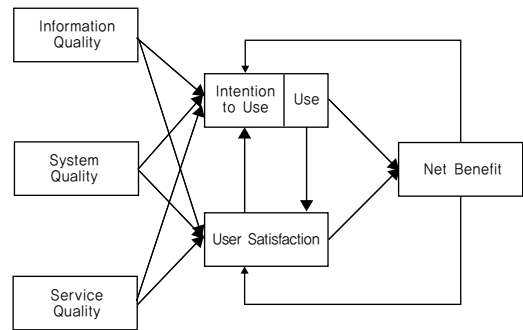 Information
Quality
Intention
to Use
Use
System
Quality
Net Benefit
User Satisfaction
Service
Quality